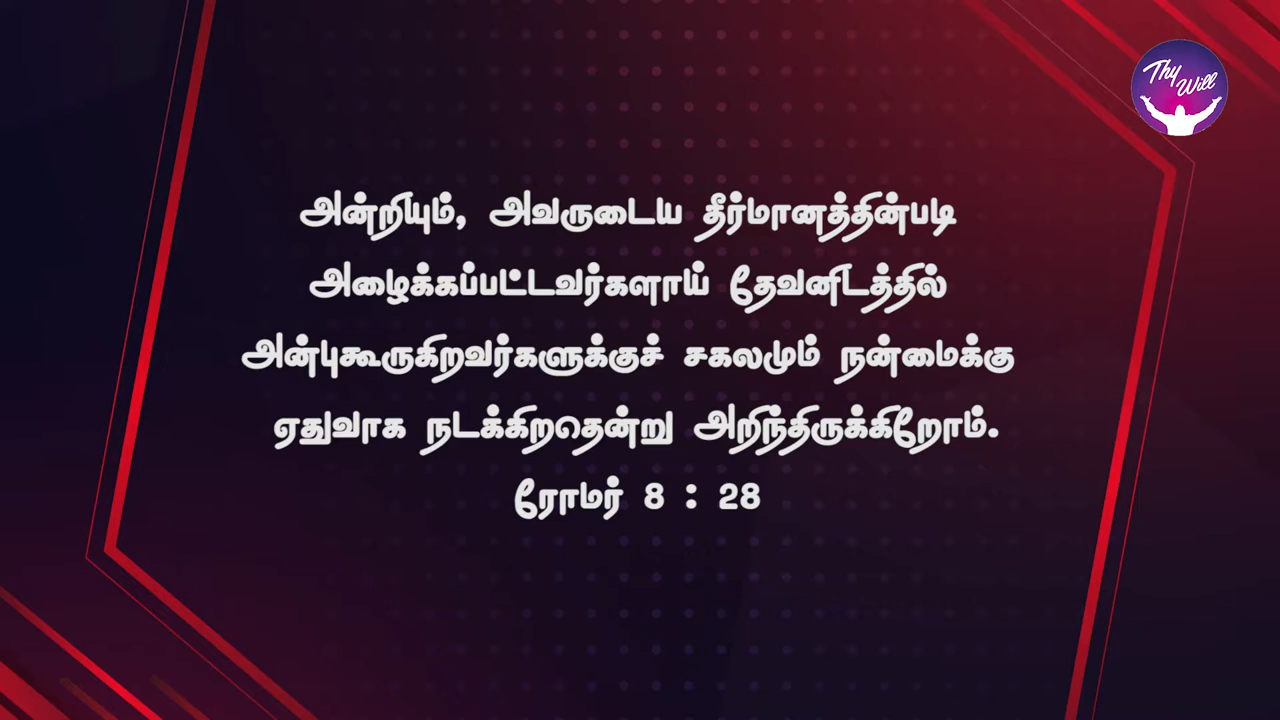 Thy Will
அன்றியும், அவருடைய தீர்மானத்தின்படி
அழைக்கப்பட்டவர்களாய் தேவனிடத்தில்
அன்புகூருகிறவர்களுக்குச் சகலமும் நன்மைக்கு
ஏதுவாக நடக்கிறதென்று அறிந்திருக்கிறோம்.
ரோமர் 8 : 28